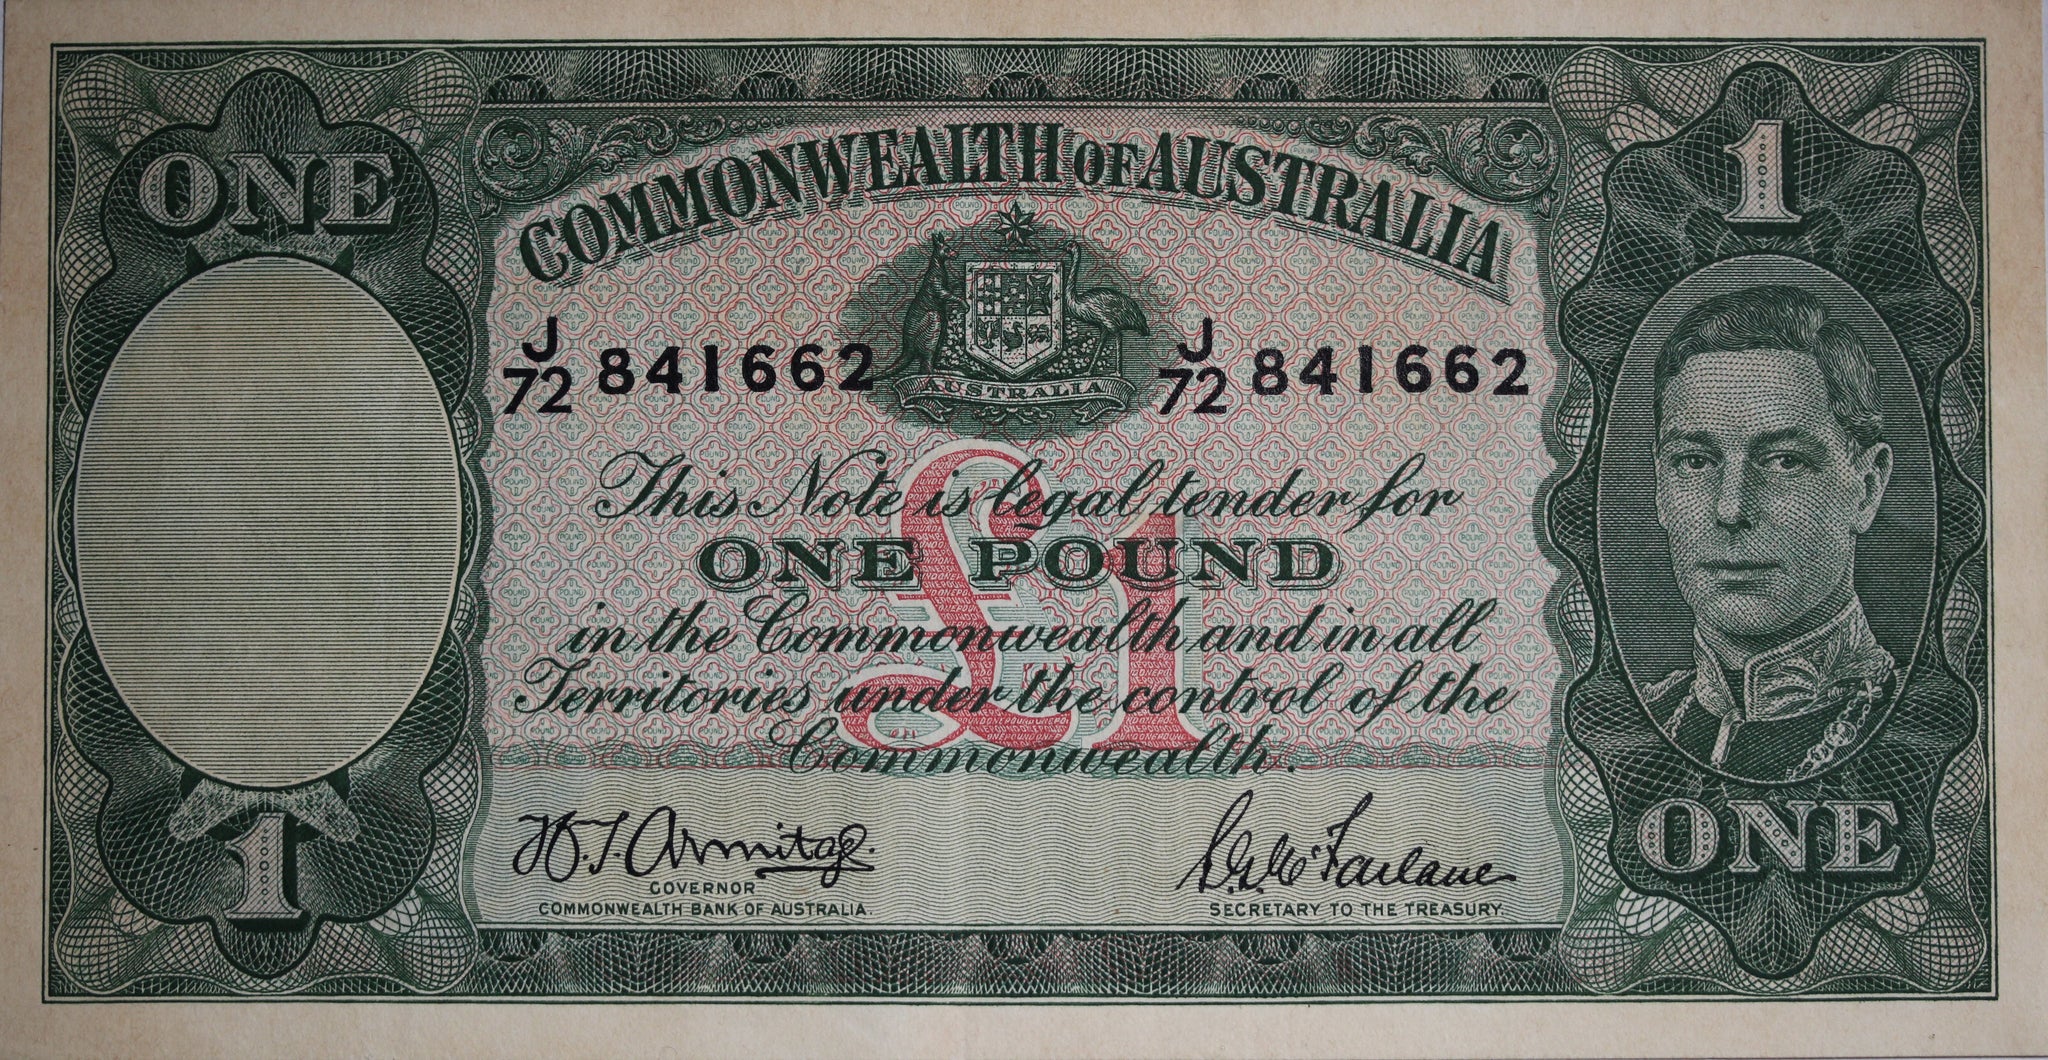 ONE
1
COMMONWEALTH OF AUSTRALIA
AUSTRALIA
J
72 841662
J
72 841662
This Note is legal tender for
£1
ONE POUND
in the Commonwealth and in all
Territories under the control of the
Commonwealth.
H.T. Armitage.
GOVERNOR
COMMONWEALTH BANK OF AUSTRALIA.
S.G. McFarlane
SECRETARY TO THE TREASURY.
1
ONE